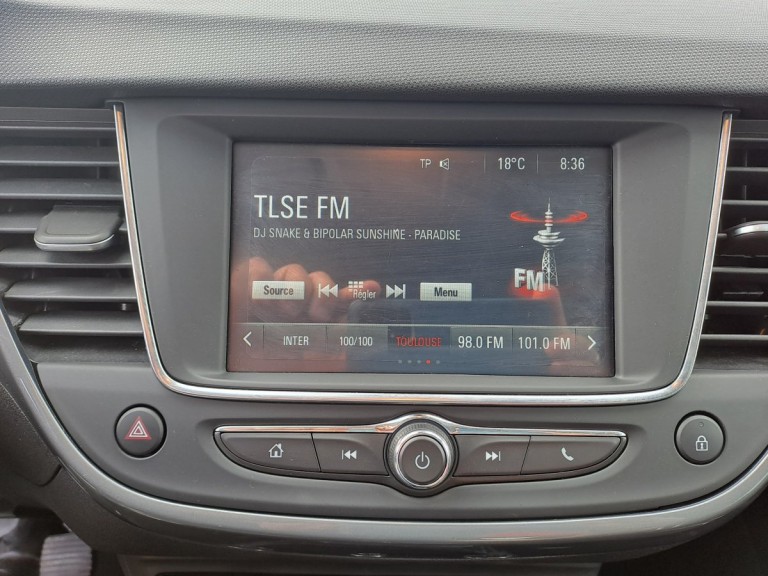 TP 18°C 8:36
TLSE FM
DJ SNAKE & BIPOLAR SUNSHINE - PARADISE
FM
Source Régler Menu
INTER 100/100 TOULOUSE 98.0 FM 101.0 FM